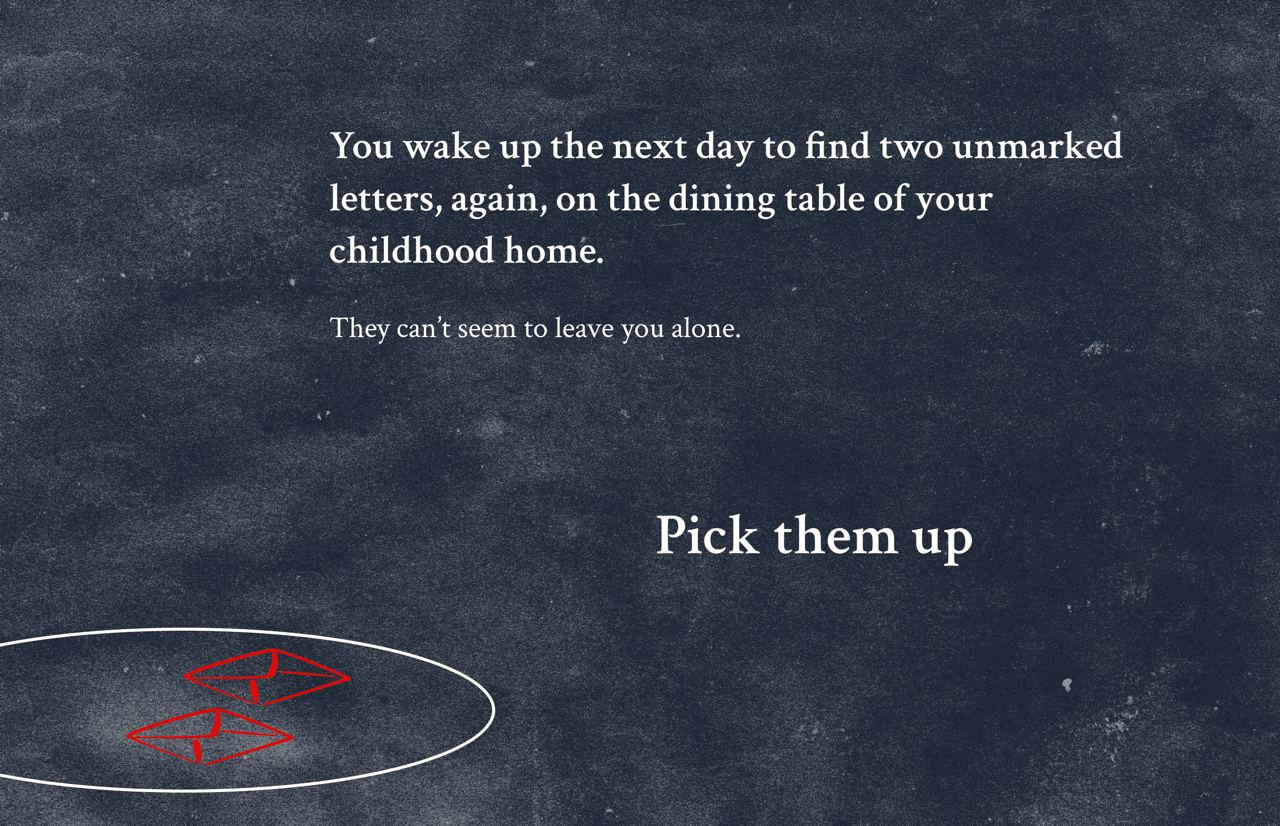 You wake up the next day to find two unmarked
letters, again, on the dining table of your
childhood home.
They can’t seem to leave you alone.
Pick them up